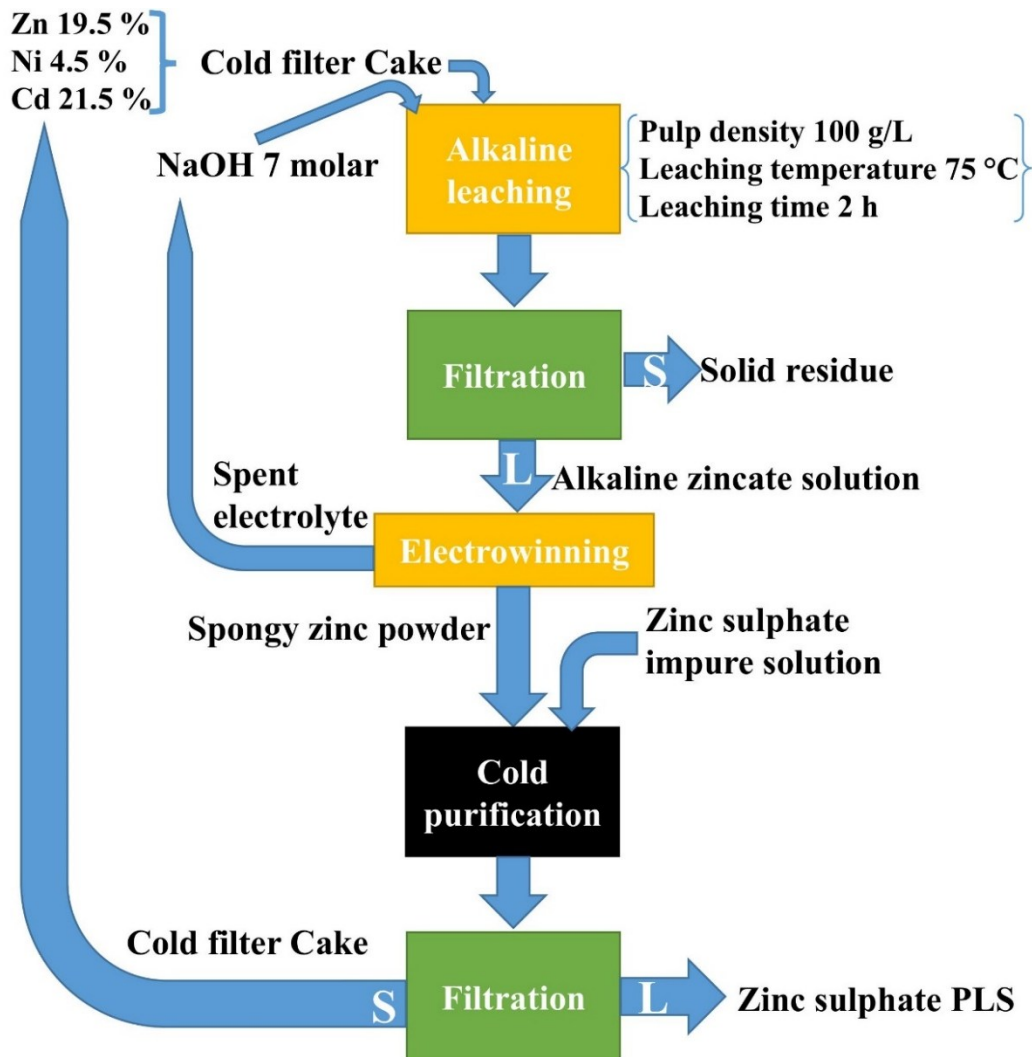 Zn 19.5 %
Ni 4.5 %
Cd 21.5 %
Cold filter Cake
NaOH 7 molar
Alkaline
leaching
Pulp density 100 g/L
Leaching temperature 75 °C
Leaching time 2 h
Filtration
S
Solid residue
L
Alkaline zincate solution
Spent
electrolyte
Electrowinning
Spongy zinc powder
Zinc sulphate
impure solution
Cold
purification
Cold filter Cake
S
Filtration
L
Zinc sulphate PLS